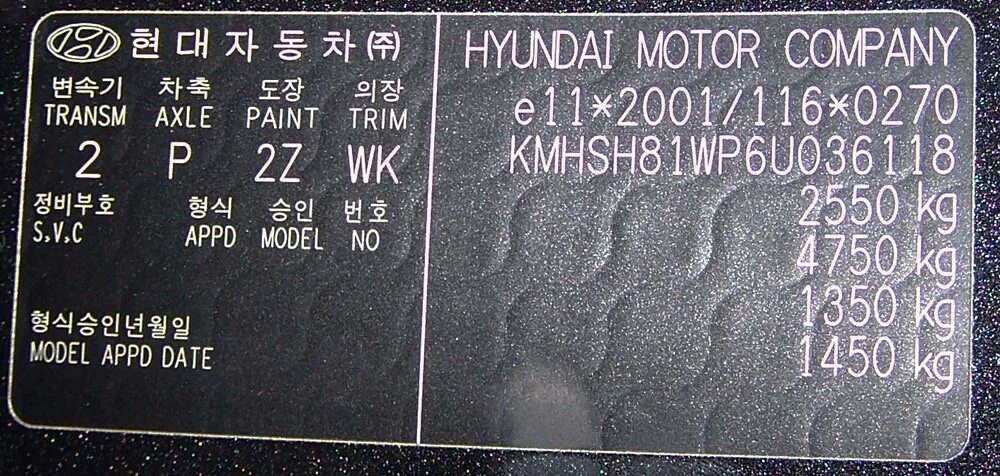 현대자동차㈜
변속기 차축 도장 의장
TRANSM AXLE PAINT TRIM
2 P 2Z WK
정비부호 형식 승인 번호
S,V,C APPD MODEL NO
형식승인년월일
MODEL APPD DATE
HYUNDAI MOTOR COMPANY
e11*2001/116*0270
KMHSH81WP6U036118
2550 kg
4750 kg
1350 kg
1450 kg